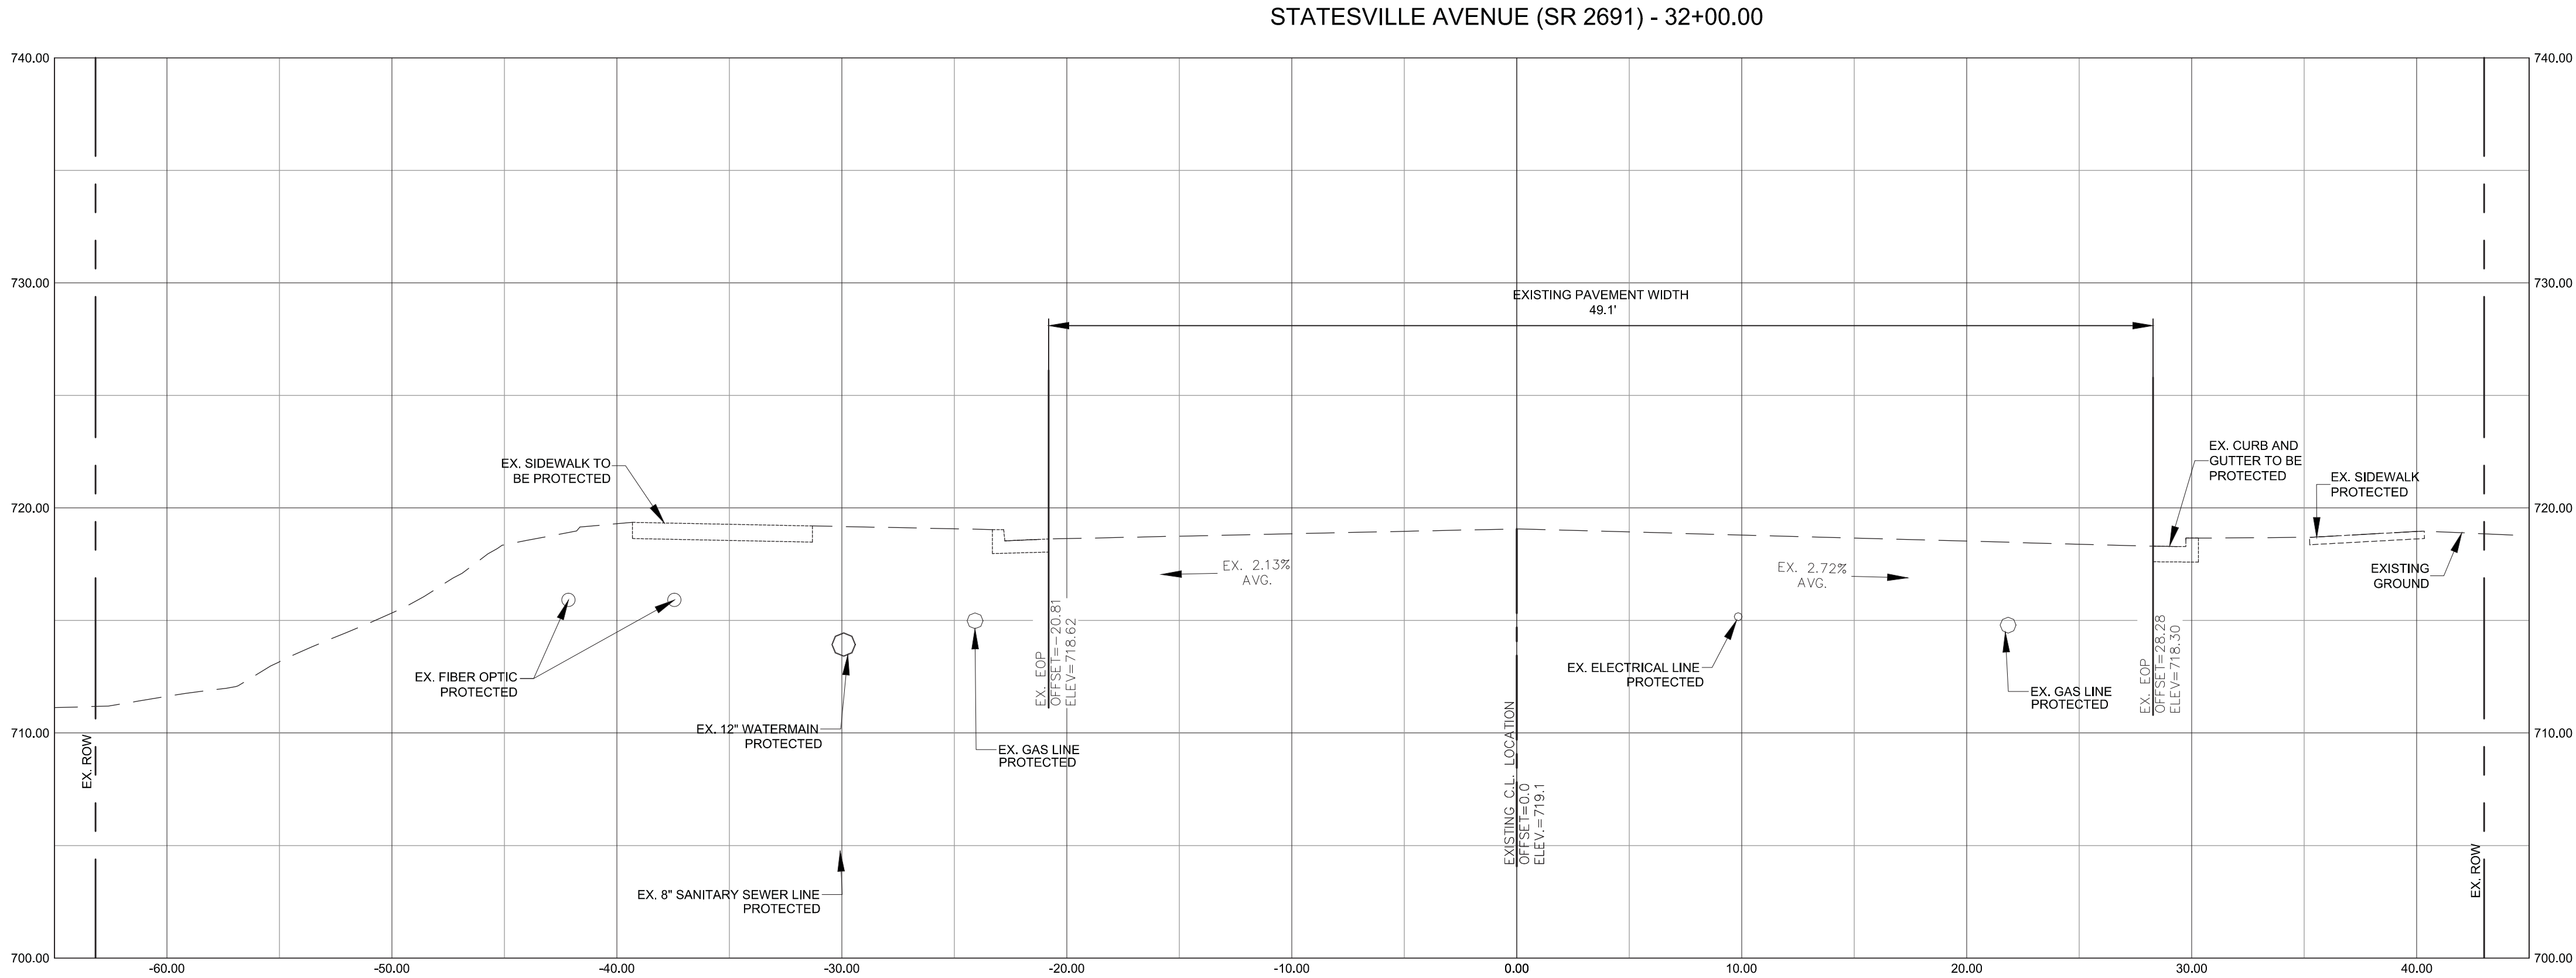 STATESVILLE AVENUE (SR 2691) - 32+00.00
740.00
740.00
730.00
730.00
EXISTING PAVEMENT WIDTH
49.1'
EX. SIDEWALK TO
BE PROTECTED
EX. CURB AND
GUTTER TO BE
PROTECTED
EX. SIDEWALK
PROTECTED
720.00
720.00
EX. 2.13%
AVG.
EX. 2.72%
AVG.
EXISTING
GROUND
EX. FIBER OPTIC
PROTECTED
EX. EOP
OFFSET=-20.81
ELEV=718.62
EX. ELECTRICAL LINE
PROTECTED
EX. GAS LINE
PROTECTED
EX. EOP
OFFSET=28.28
ELEV=718.30
EX. 12" WATERMAIN
PROTECTED
EX. GAS LINE
PROTECTED
710.00
710.00
EX. ROW
EXISTING C.L. LOCATION
OFFSET=0.0
ELEV.=719.1
EX. ROW
EX. 8" SANITARY SEWER LINE
PROTECTED
700.00
700.00
-60.00 -50.00 -40.00 -30.00 -20.00 -10.00 0.00 10.00 20.00 30.00 40.00